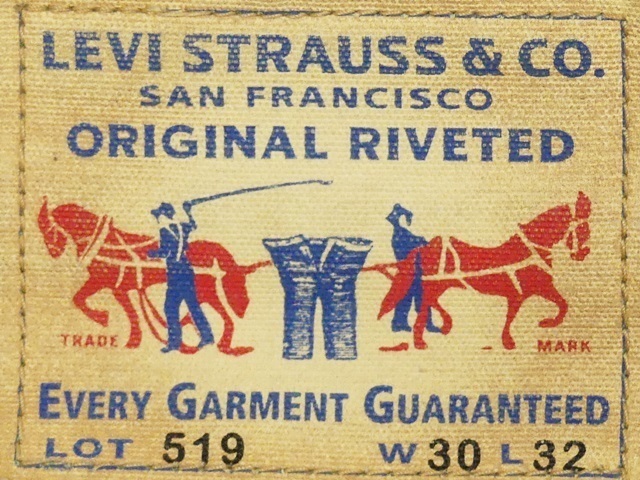 LEVI STRAUSS & CO.
SAN FRANCISCO
ORIGINAL RIVETED
TRADE MARK
EVERY GARMENT GUARANTEED
LOT 519 W 30 L 32